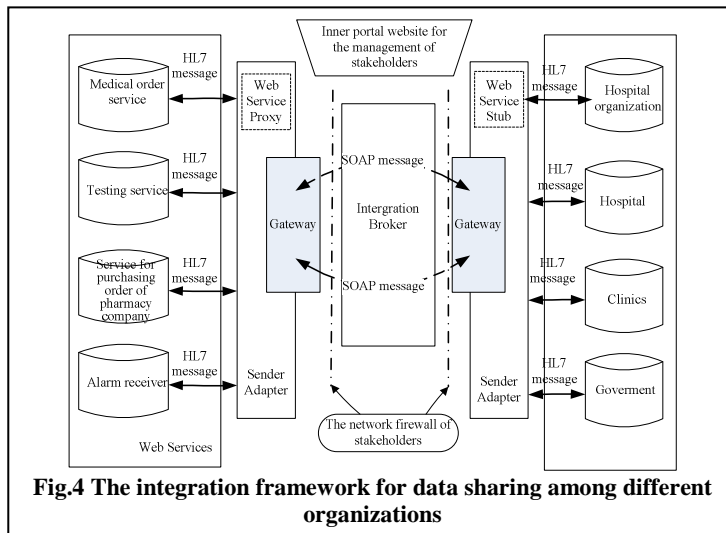 Inner portal website for
the management of
stakeholders
HL7
message
Medical order
service
HL7
message
Testing service
HL7
message
Service for
purchasing order of
pharmacy
company
HL7
message
Alarm receiver
Web Services
Web
Service
Proxy
Gateway
Sender
Adapter
SOAP message
Intergration
Broker
SOAP message
The network firewall of
stakeholders
Web
Service
Stub
Gateway
Sender
Adapter
HL7
message
Hospital
organization
HL7
message
Hospital
HL7
message
Clinics
HL7
message
Goverment
Fig.4 The integration framework for data sharing among different
organizations